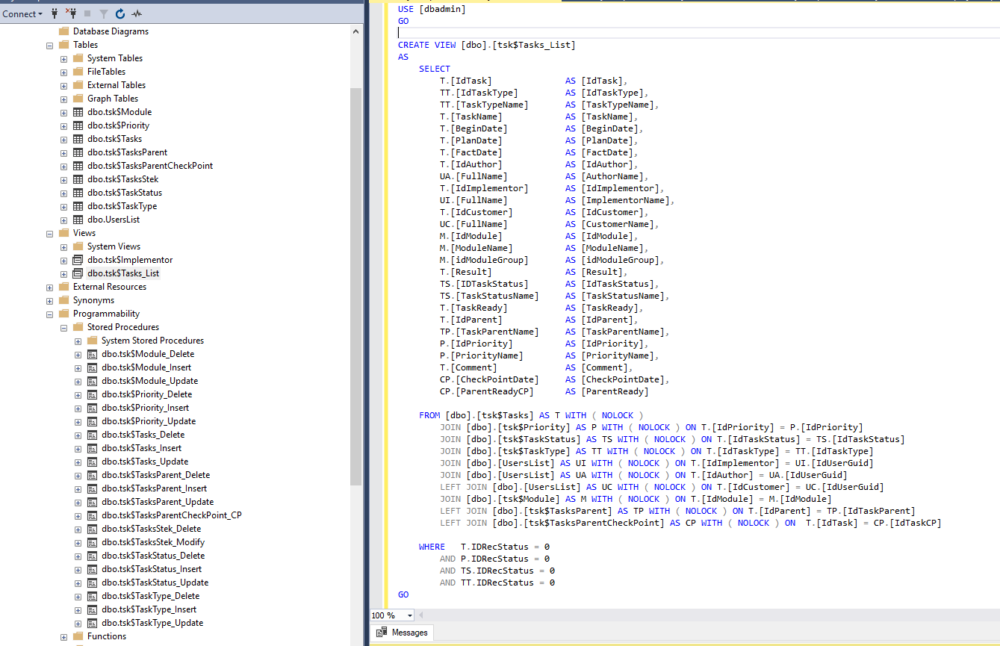 Connect
Database Diagrams
Tables
System Tables
FileTables
External Tables
Graph Tables
dbo.tsk$Module
dbo.tsk$Priority
dbo.tsk$Tasks
dbo.tsk$TasksParent
dbo.tsk$TasksParentCheckPoint
dbo.tsk$TasksStek
dbo.tsk$TaskStatus
dbo.tsk$TaskType
dbo.UsersList
Views
System Views
dbo.tsk$Implementor
dbo.tsk$Tasks_List
External Resources
Synonyms
Programmability
Stored Procedures
System Stored Procedures
dbo.tsk$Module_Delete
dbo.tsk$Module_Insert
dbo.tsk$Module_Update
dbo.tsk$Priority_Delete
dbo.tsk$Priority_Insert
dbo.tsk$Priority_Update
dbo.tsk$Tasks_Delete
dbo.tsk$Tasks_Insert
dbo.tsk$Tasks_Update
dbo.tsk$TasksParent_Delete
dbo.tsk$TasksParent_Insert
dbo.tsk$TasksParent_Update
dbo.tsk$TasksParentCheckPoint_CP
dbo.tsk$TasksStek_Delete
dbo.tsk$TasksStek_Modify
dbo.tsk$TaskStatus_Delete
dbo.tsk$TaskStatus_Insert
dbo.tsk$TaskStatus_Update
dbo.tsk$TaskType_Delete
dbo.tsk$TaskType_Insert
dbo.tsk$TaskType_Update
Functions
USE [dbadmin]
GO
CREATE VIEW [dbo].[tsk$Tasks_List]
AS
SELECT
T.[IdTask] AS [IdTask],
TT.[IdTaskType] AS [IdTaskType],
TT.[TaskTypeName] AS [TaskTypeName],
T.[TaskName] AS [TaskName],
T.[BeginDate] AS [BeginDate],
T.[PlanDate] AS [PlanDate],
T.[FactDate] AS [FactDate],
T.[IdAuthor] AS [IdAuthor],
UA.[FullName] AS [AuthorName],
T.[IdImplementor] AS [IdImplementor],
UI.[FullName] AS [ImplementorName],
T.[IdCustomer] AS [IdCustomer],
UC.[FullName] AS [CustomerName],
M.[IdModule] AS [IdModule],
M.[ModuleName] AS [ModuleName],
M.[idModuleGroup] AS [idModuleGroup],
T.[Result] AS [Result],
TS.[IDTaskStatus] AS [IdTaskStatus],
TS.[TaskStatusName] AS [TaskStatusName],
T.[TaskReady] AS [TaskReady],
T.[IdParent] AS [IdParent],
TP.[TaskParentName] AS [TaskParentName],
P.[IdPriority] AS [IdPriority],
P.[PriorityName] AS [PriorityName],
T.[Comment] AS [Comment],
CP.[CheckPointDate] AS [CheckPointDate],
CP.[ParentReadyCP] AS [ParentReady]
FROM [dbo].[tsk$Tasks] AS T WITH ( NOLOCK )
JOIN [dbo].[tsk$Priority] AS P WITH ( NOLOCK ) ON T.[IdPriority] = P.[IdPriority]
JOIN [dbo].[tsk$TaskStatus] AS TS WITH ( NOLOCK ) ON T.[IdTaskStatus] = TS.[IdTaskStatus]
JOIN [dbo].[tsk$TaskType] AS TT WITH ( NOLOCK ) ON T.[IdTaskType] = TT.[IdTaskType]
JOIN [dbo].[UsersList] AS UI WITH ( NOLOCK ) ON T.[IdImplementor] = UI.[IdUserGuid]
JOIN [dbo].[UsersList] AS UA WITH ( NOLOCK ) ON T.[IdAuthor] = UA.[IdUserGuid]
LEFT JOIN [dbo].[UsersList] AS UC WITH ( NOLOCK ) ON T.[IdCustomer] = UC.[IdUserGuid]
JOIN [dbo].[tsk$Module] AS M WITH ( NOLOCK ) ON T.[IdModule] = M.[IdModule]
LEFT JOIN [dbo].[tsk$TasksParent] AS TP WITH ( NOLOCK ) ON T.[IdParent] = TP.[IdTaskParent]
LEFT JOIN [dbo].[tsk$TasksParentCheckPoint] AS CP WITH ( NOLOCK ) ON T.[IdTask] = CP.[IdTaskCP]
WHERE T.IDRecStatus = 0
AND P.IDRecStatus = 0
AND TS.IDRecStatus = 0
AND TT.IDRecStatus = 0
GO
100 %
Messages